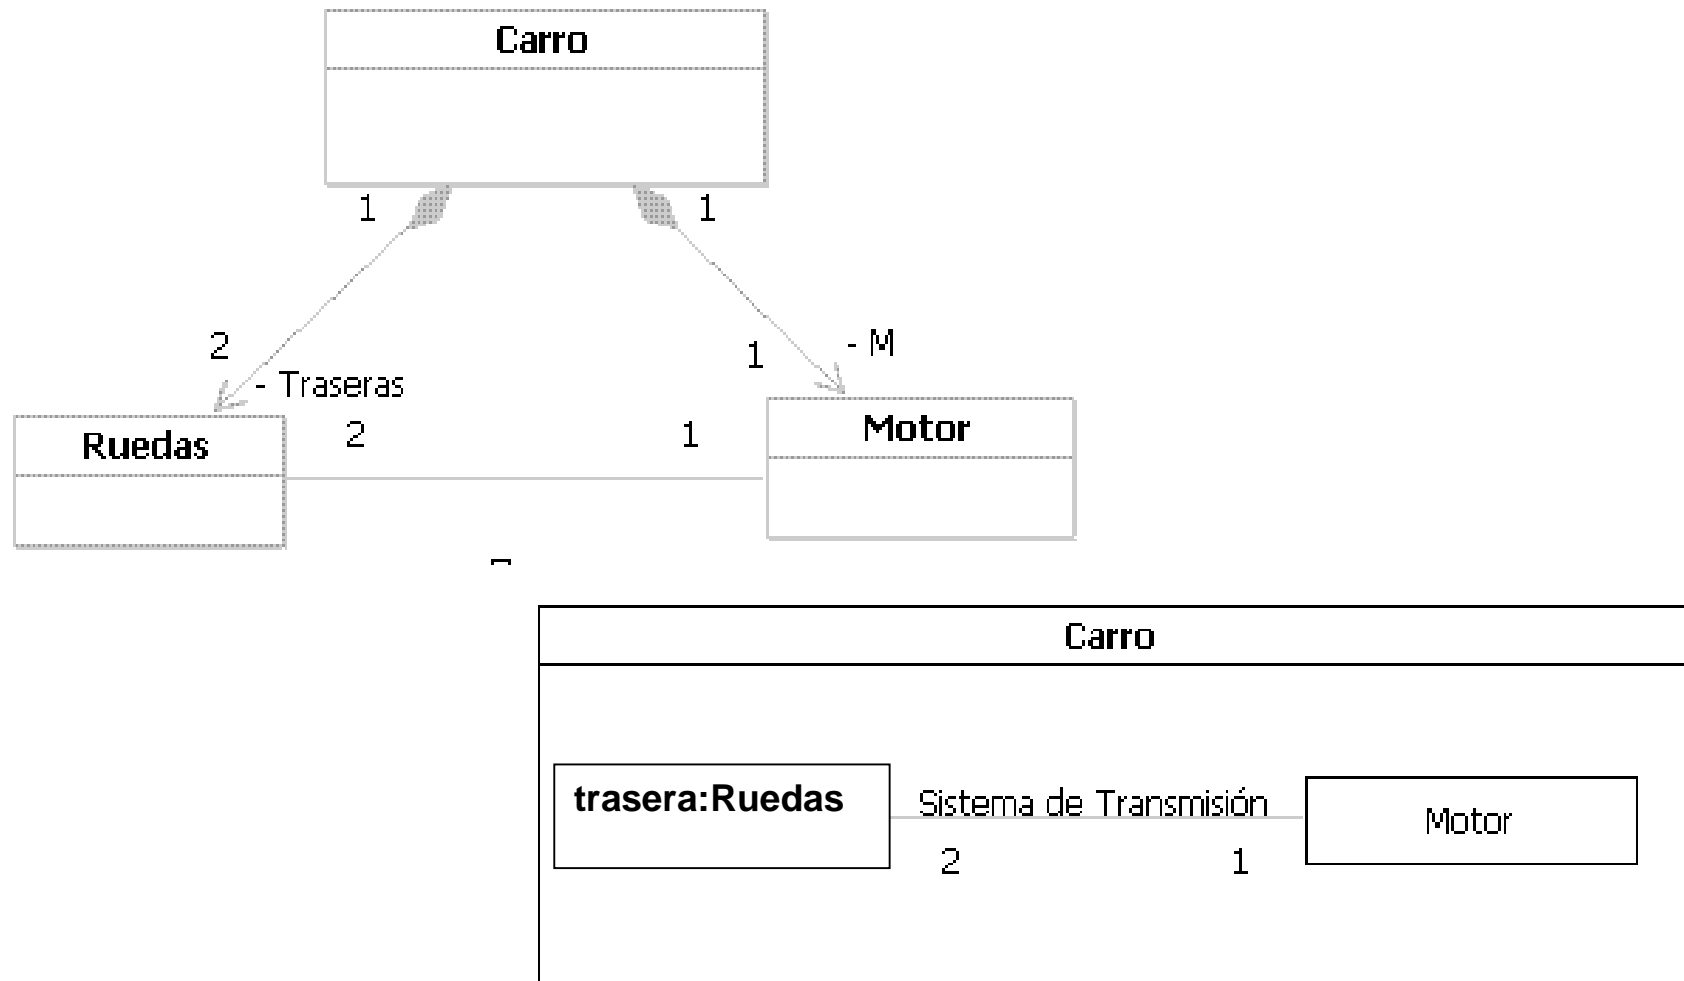 Carro
1
1
2
- Traseras
1
- M
Ruedas
2
1
Motor
Carro
trasera:Ruedas
Sistema de Transmisión
2
1
Motor